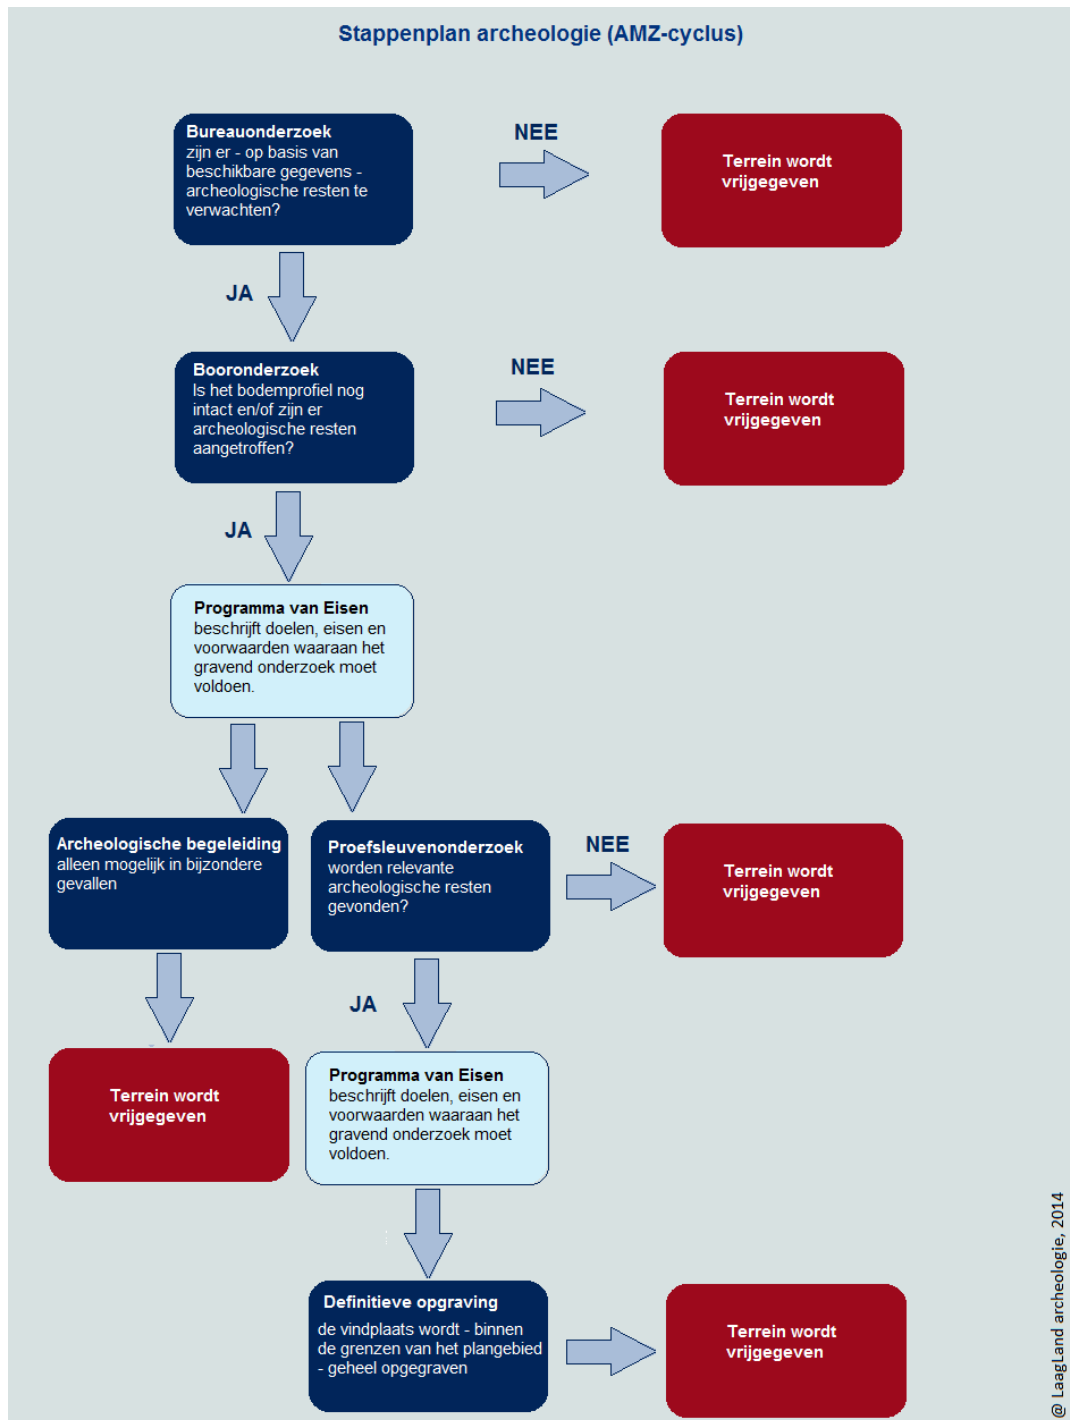 Stappenplan archeologie (AMZ-cyclus)
Bureauonderzoek
zijn er - op basis van
beschikbare gegevens -
archeologische resten te
verwachten?
NEE
Terrein wordt
vrijgegeven
JA
Booronderzoek
Is het bodemprofiel nog
intact en/of zijn er
archeologische resten
aangetroffen?
NEE
Terrein wordt
vrijgegeven
JA
Programma van Eisen
beschrijft doelen, eisen en
voorwaarden waaraan het
gravend onderzoek moet
voldoen.
Archeologische begeleiding
alleen mogelijk in bijzondere
gevallen
Proefsleuvenonderzoek
worden relevante
archeologische resten
gevonden?
NEE
Terrein wordt
vrijgegeven
JA
Terrein wordt
vrijgegeven
Programma van Eisen
beschrijft doelen, eisen en
voorwaarden waaraan het
gravend onderzoek moet
voldoen.
Definitieve opgraving
de vindplaats wordt - binnen
de grenzen van het plangebied
- geheel opgegraven
Terrein wordt
vrijgegeven
@ LaagLand archeologie, 2014